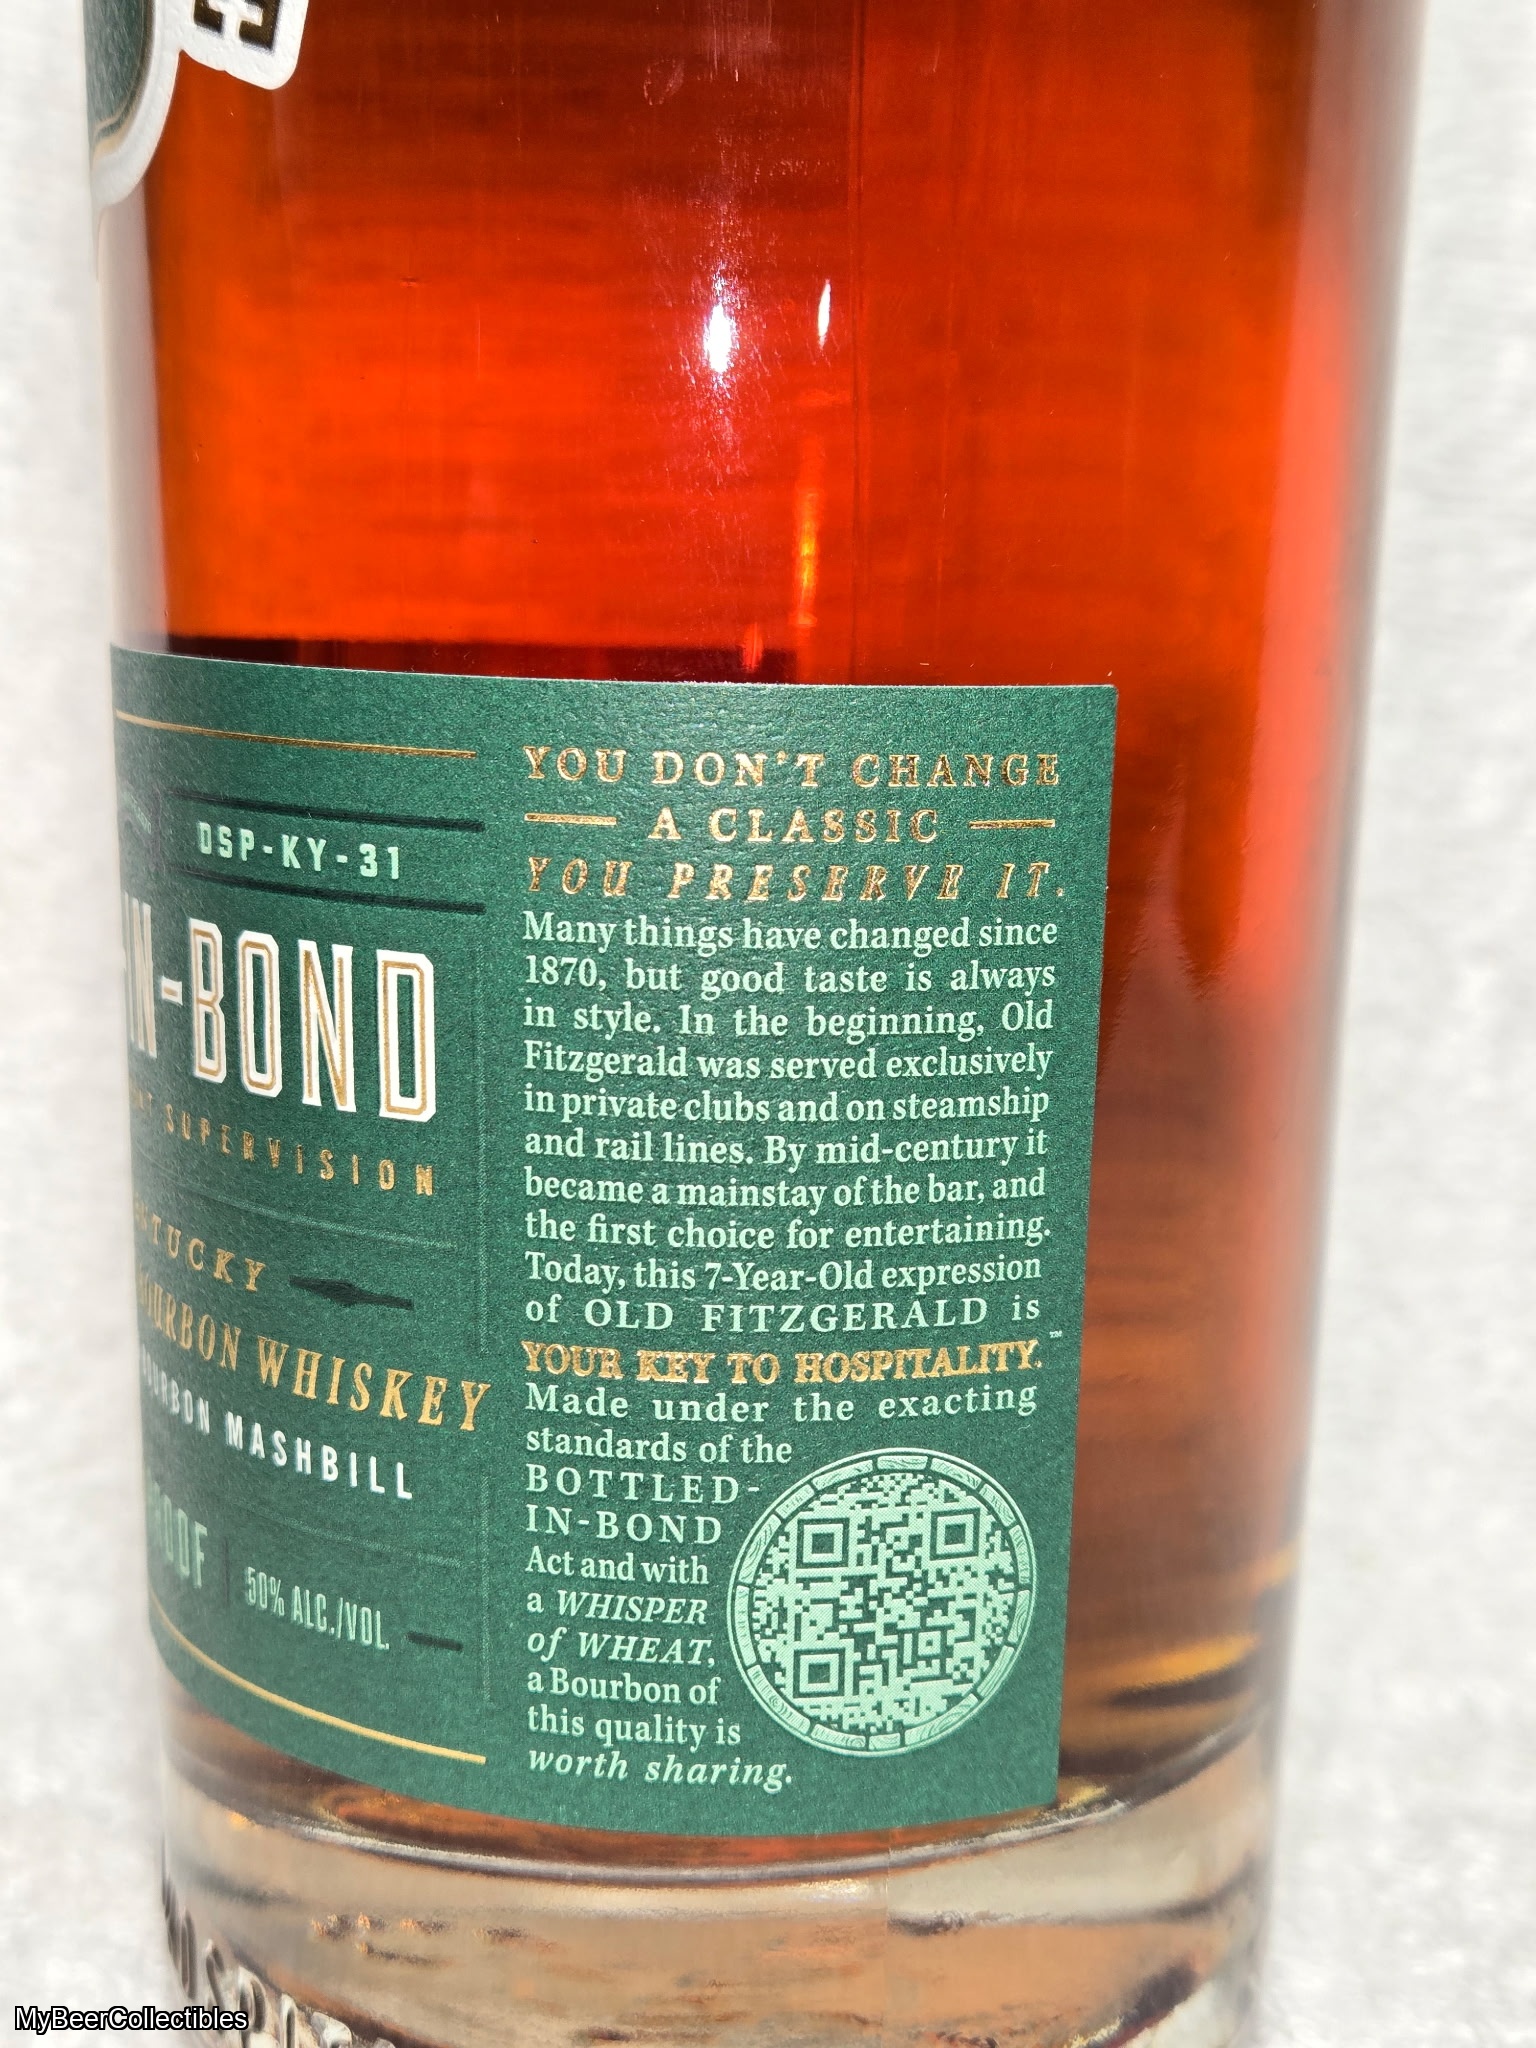 DSP-KY-31
IN-BOND
SUPERVISION
BOURBON WHISKEY
BOURBON MASHBILL
50% ALC./VOL.
YOU DON'T CHANGE
A CLASSIC
YOU PRESERVE IT.
Many things have changed since
1870, but good taste is always
in style. In the beginning, Old
Fitzgerald was served exclusively
in private clubs and on steamship
and rail lines. By mid-century it
became a mainstay of the bar, and
the first choice for entertaining.
Today, this 7-Year-Old expression
of OLD FITZGERALD is
YOUR KEY TO HOSPITALITY.™
Made under the exacting
standards of the
BOTTLED-
IN-BOND
Act and with
a WHISPER
of WHEAT,
a Bourbon of
this quality is
worth sharing.
MyBeerCollectibles